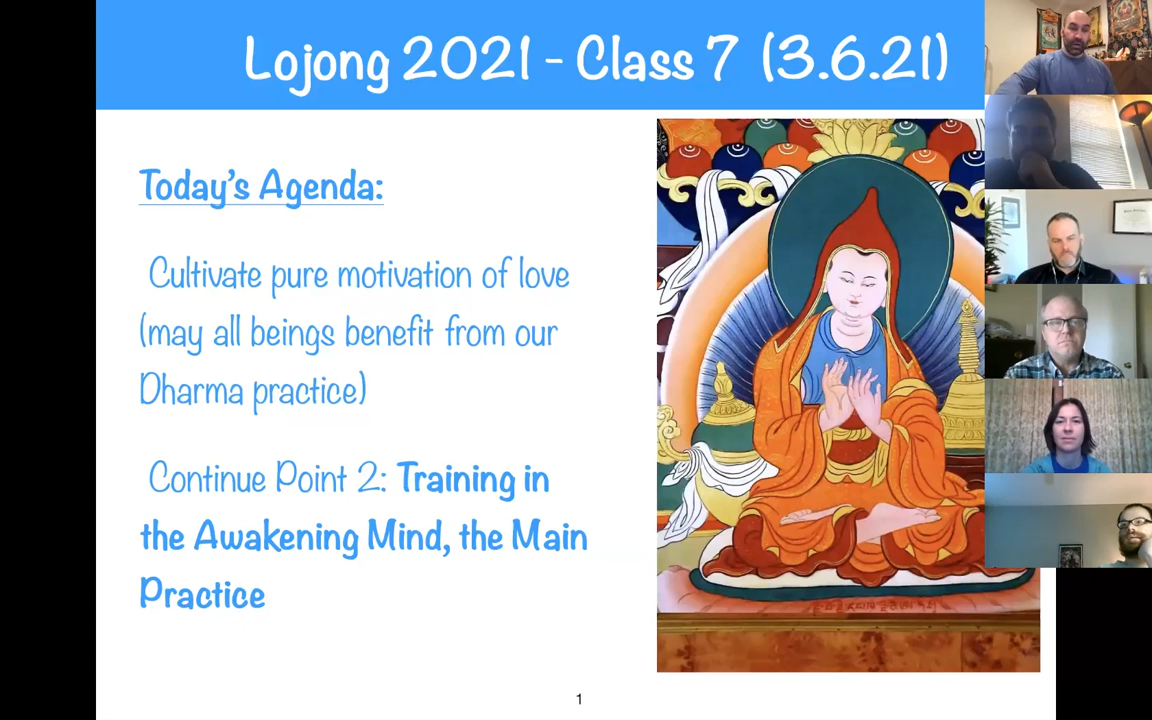 Lojong 2021 - Class 7 (3.6.21)
Today's Agenda:
Cultivate pure motivation of love
(may all beings benefit from our
Dharma practice)
Continue Point 2: Training in
the Awakening Mind, the Main
Practice
1